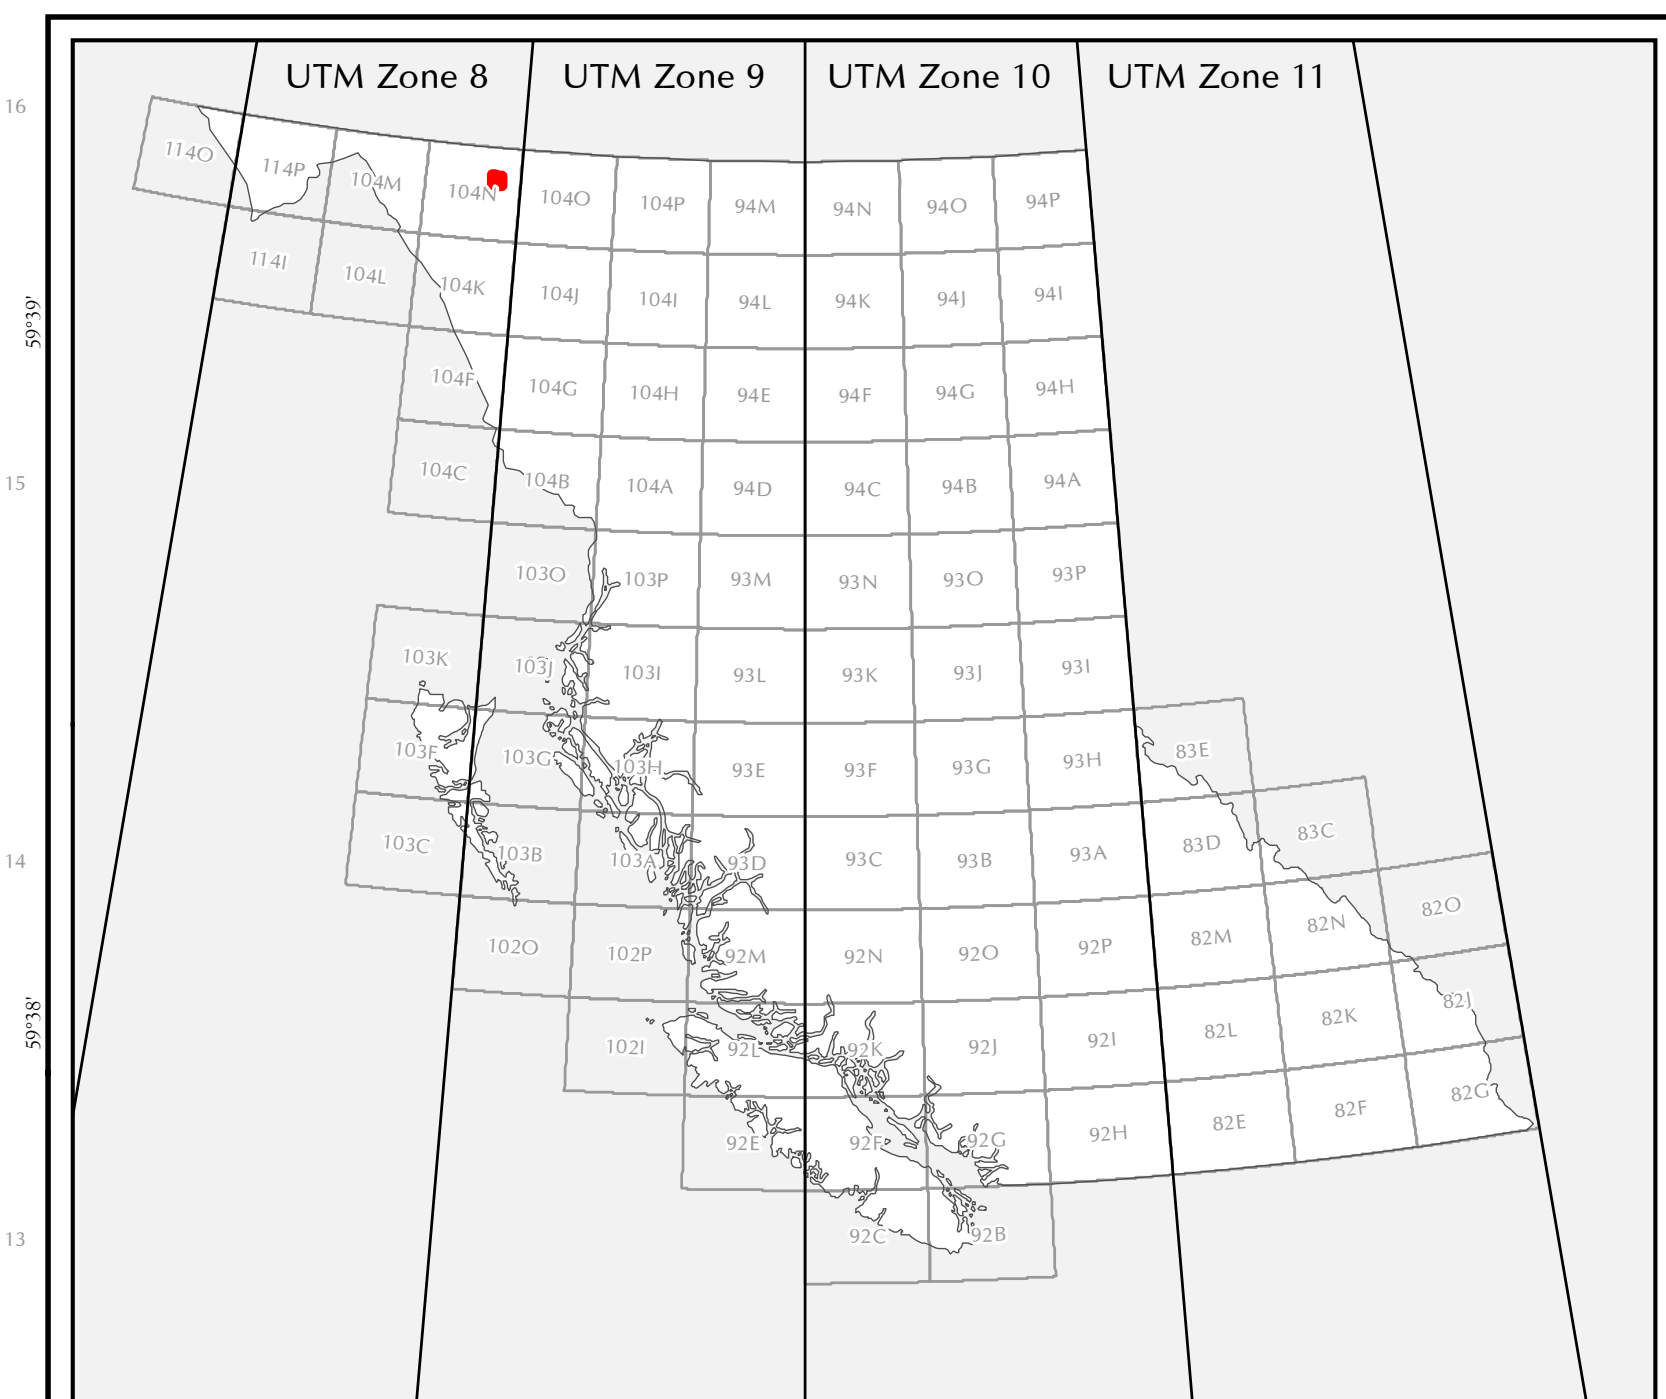 UTM Zone 8 UTM Zone 9 UTM Zone 10 UTM Zone 11
16
114O 114P 104M 104N 104O 104P 94M 94N 94O 94P
114I 104L 104K 104J 104I 94L 94K 94J 94I
59°39'
104F 104G 104H 94E 94F 94G 94H
15
104C 104B 104A 94D 94C 94B 94A
103O 103P 93M 93N 93O 93P
103K 103J 103I 93L 93K 93J 93I
103F 103G 103H 93E 93F 93G 93H 83E
14
103C 103B 103A 93D 93C 93B 93A 83D 83C
102O 102P 92M 92N 92O 92P 82M 82N 82O
59°38'
102I 92L 92K 92J 92I 82L 82K 82J
92E 92F 92G 92H 82E 82F 82G
13
92C 92B